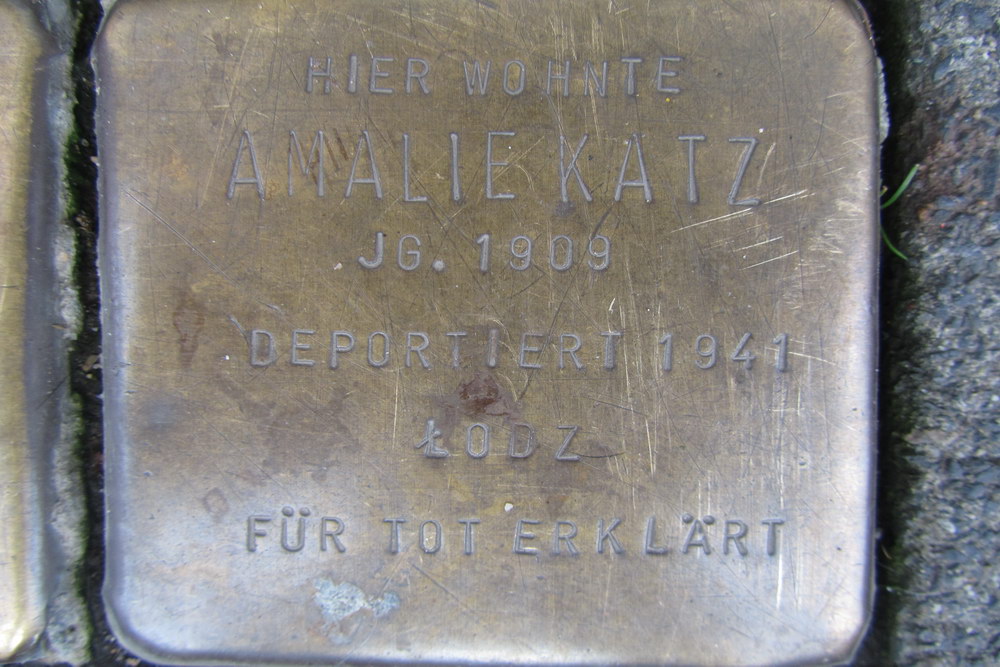 HIER WOHNTE
AMALIE KATZ
JG. 1909
DEPORTIERT 1941
ŁODZ
FÜR TOT ERKLÄRT